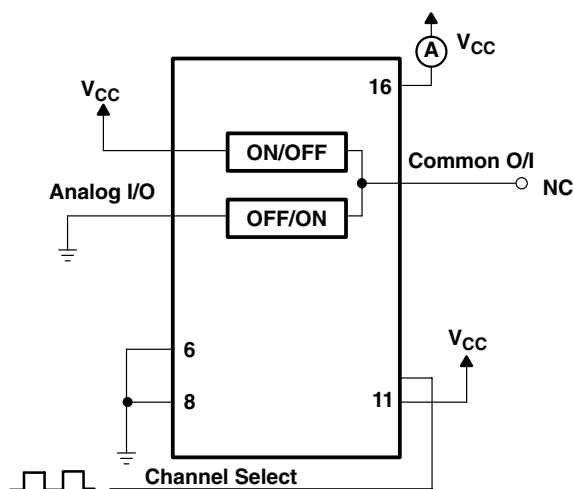 A
VCC
16
VCC
ON/OFF
Common O/I
NC
Analog I/O
OFF/ON
6
VCC
8
11
Channel Select